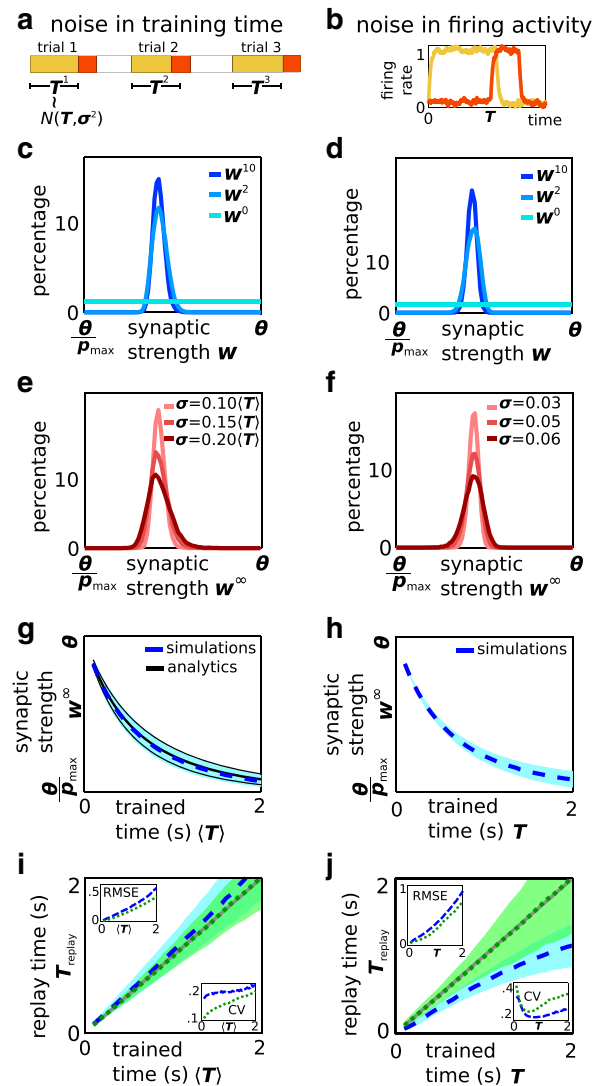 a noise in training time
trial 1 trial 2 trial 3
T¹ T² T³
~
N(T,σ²)
b noise in firing activity
firing rate
1
0
0 T time
c
percentage
10
0
w¹⁰
w²
w⁰
θ/pmax synaptic strength w θ
d
percentage
10
0
w¹⁰
w²
w⁰
θ/pmax synaptic strength w θ
e
percentage
10
0
σ=0.10⟨T⟩
σ=0.15⟨T⟩
σ=0.20⟨T⟩
θ/pmax synaptic strength w∞ θ
f
percentage
10
0
σ=0.03
σ=0.05
σ=0.06
θ/pmax synaptic strength w∞ θ
g
synaptic strength w∞
θ
θ/pmax
simulations
analytics
0 trained time (s) ⟨T⟩ 2
h
synaptic strength w∞
θ
θ/pmax
simulations
0 trained time (s) T 2
i
replay time (s) Treplay
2
0
.5
0
RMSE
0 ⟨T⟩ 2
.2
.1
CV
0 ⟨T⟩ 2
0 trained time (s) ⟨T⟩ 2
j
replay time (s) Treplay
2
0
1
0
RMSE
0 T 2
.4
.2
CV
0 T 2
0 trained time (s) T 2